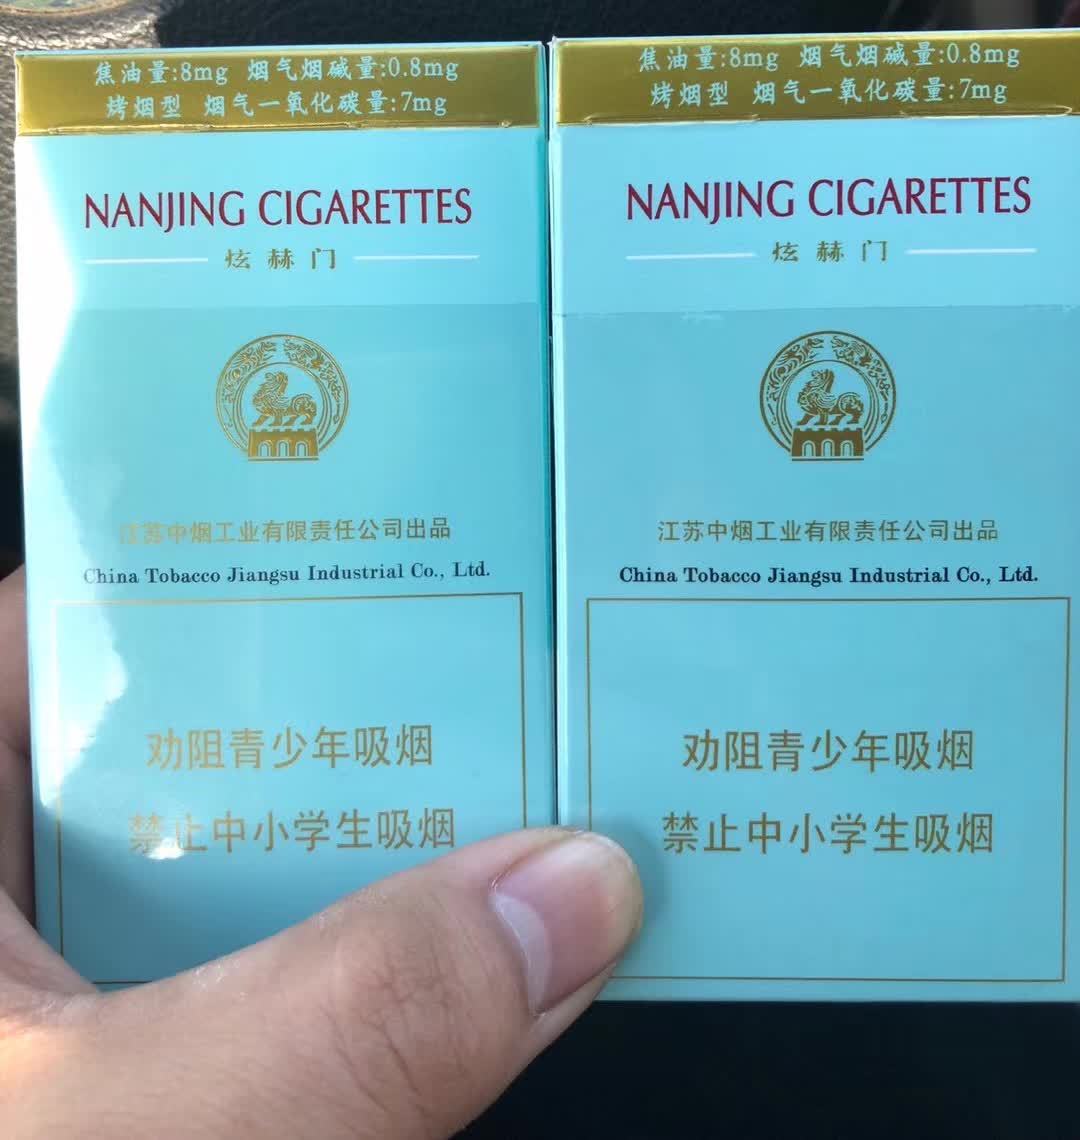 焦油量:8mg 烟气烟碱量:0.8mg
烤烟型 烟气一氧化碳量:7mg
NANJING CIGARETTES
炫赫门
江苏中烟工业有限责任公司出品
China Tobacco Jiangsu Industrial Co., Ltd.
劝阻青少年吸烟
禁止中小学生吸烟
焦油量:8mg 烟气烟碱量:0.8mg
烤烟型 烟气一氧化碳量:7mg
NANJING CIGARETTES
炫赫门
江苏中烟工业有限责任公司出品
China Tobacco Jiangsu Industrial Co., Ltd.
劝阻青少年吸烟
禁止中小学生吸烟